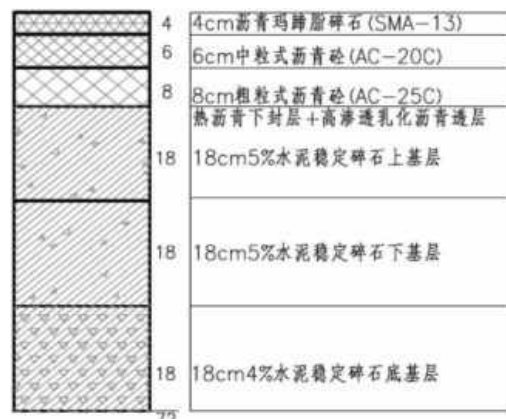 4 4cm沥青玛蹄脂碎石(SMA-13)
6 6cm中粒式沥青砼(AC-20C)
8 8cm粗粒式沥青砼(AC-25C)
热沥青下封层+高渗透乳化沥青透层
18 18cm5%水泥稳定碎石上基层
18 18cm5%水泥稳定碎石下基层
18 18cm4%水泥稳定碎石底基层
72